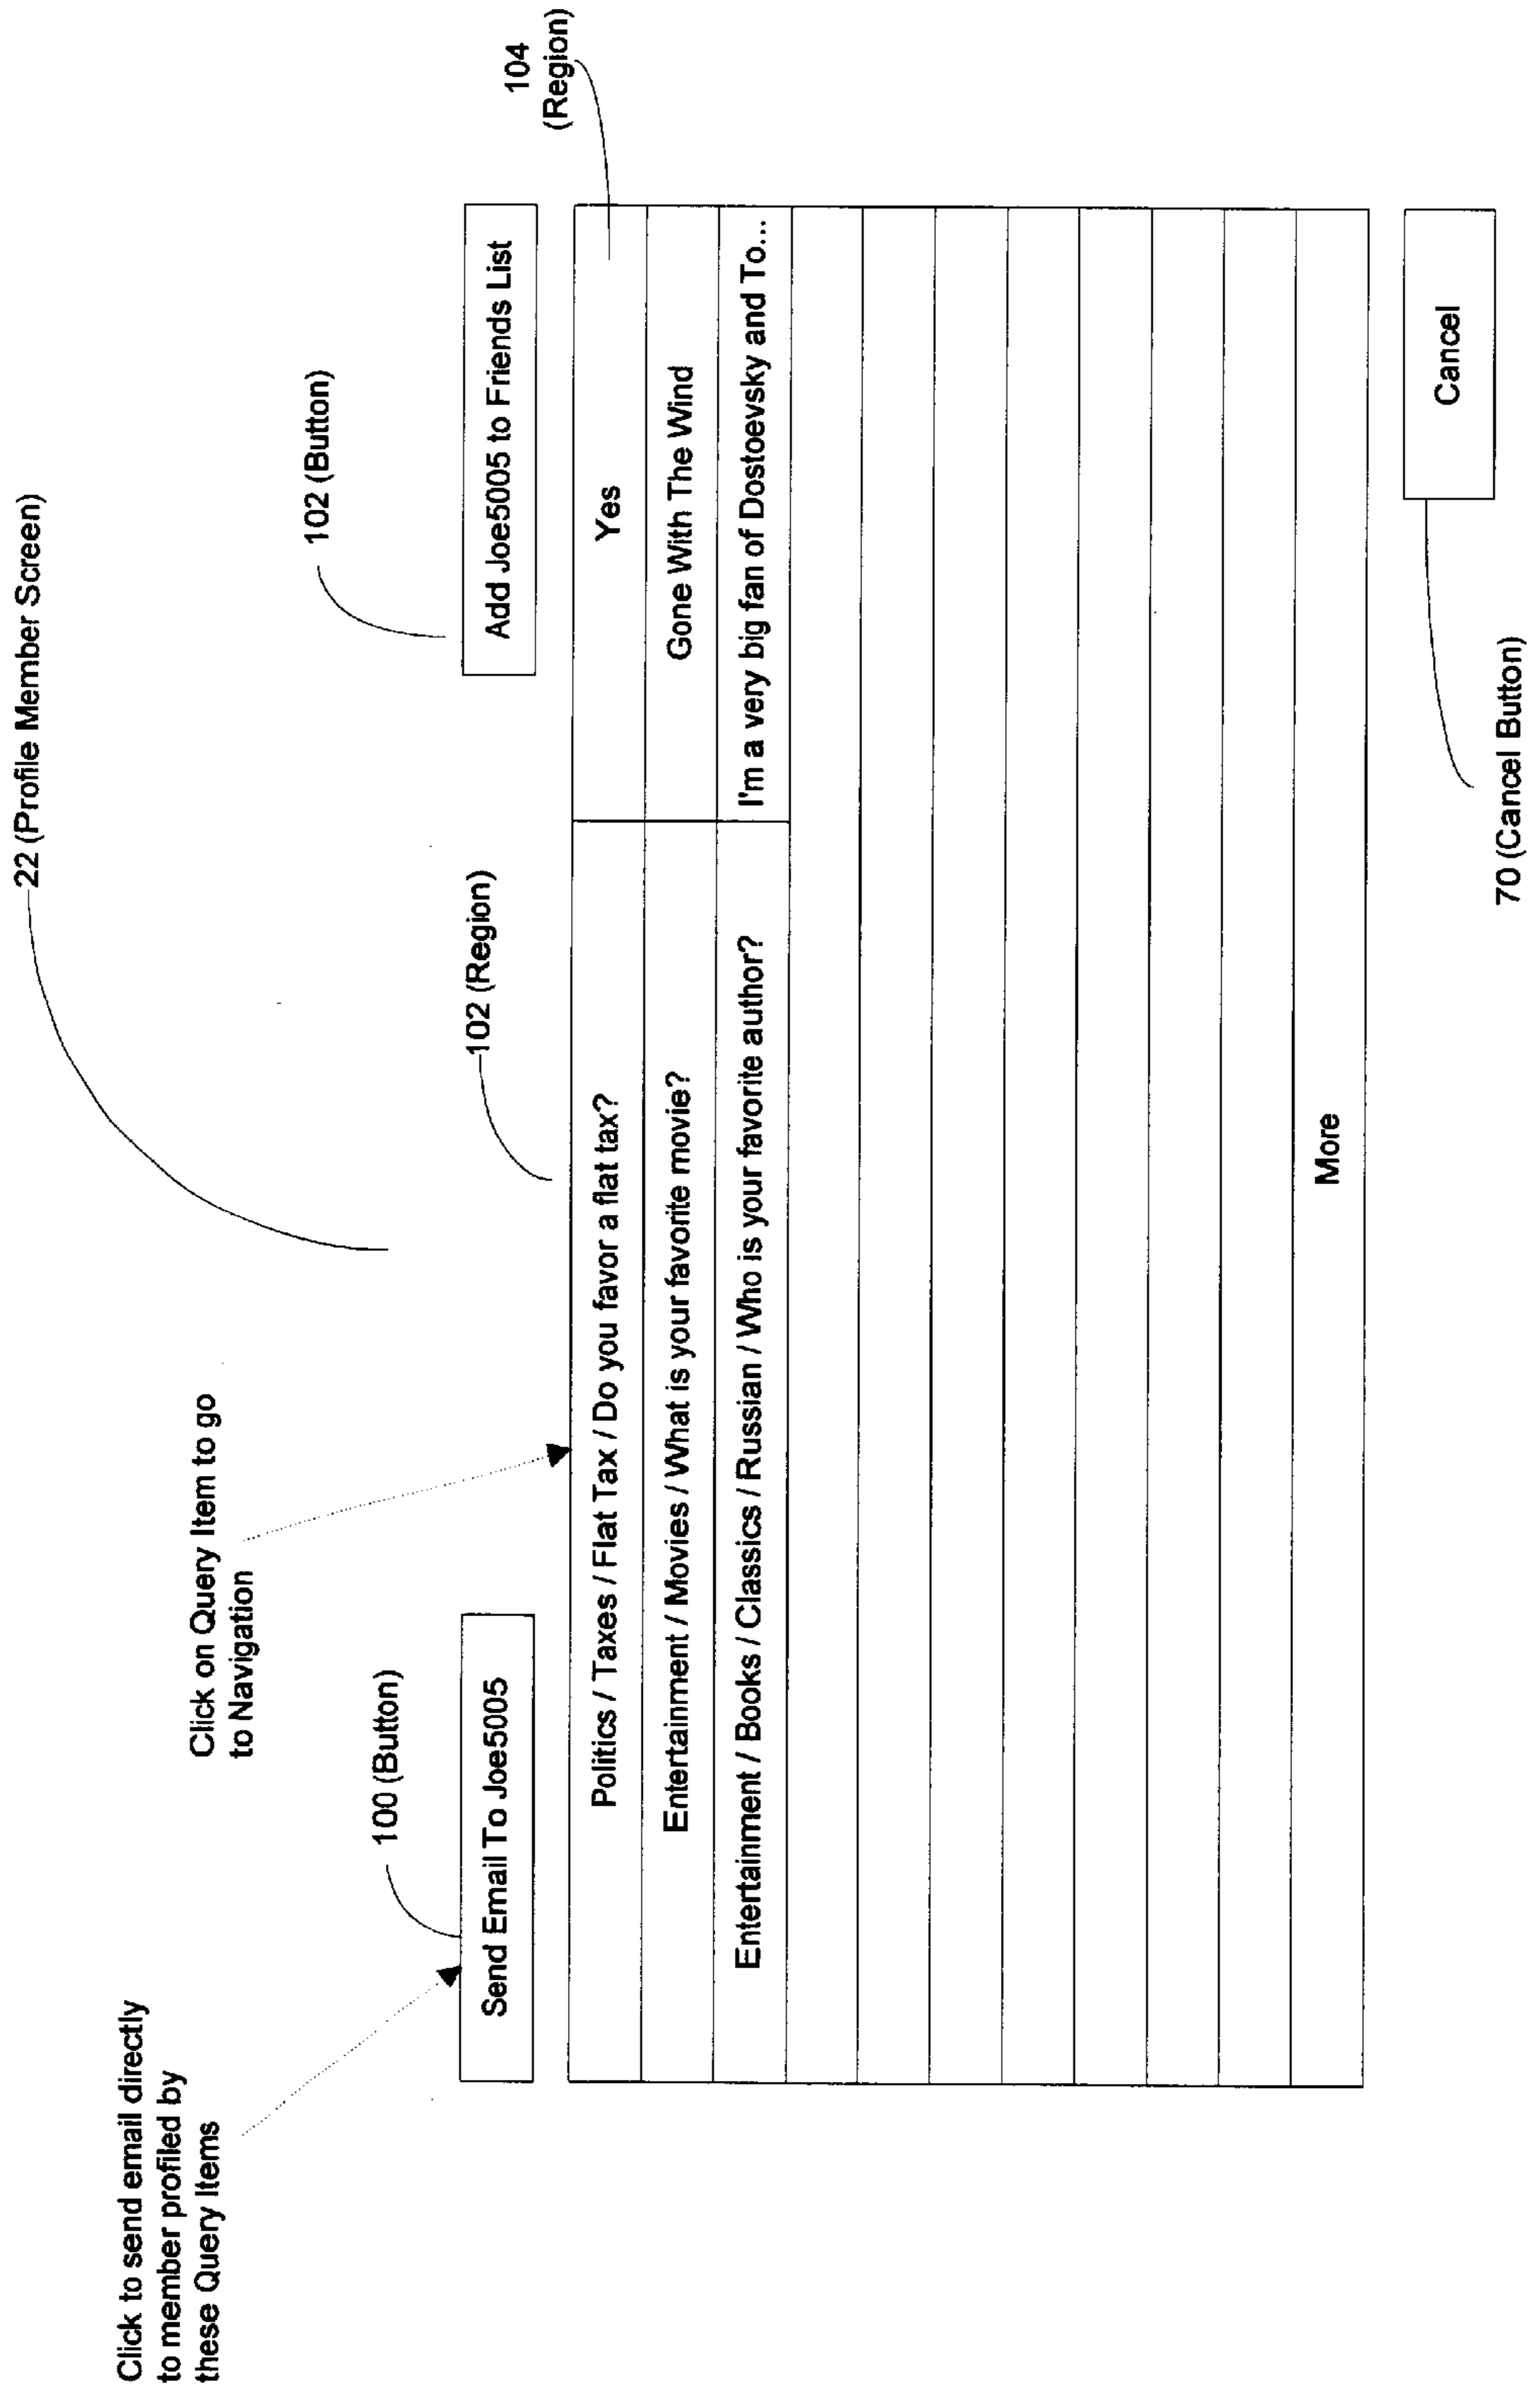 22 (Profile Member Screen)
Click to send email directly
to member profiled by
these Query Items
Click on Query Item to go
to Navigation
100 (Button)
102 (Region)
102 (Button)
104
(Region)
Send Email To Joe5005
Add Joe5005 to Friends List
Politics / Taxes / Flat Tax / Do you favor a flat tax? Yes
Entertainment / Movies / What is your favorite movie? Gone With The Wind
Entertainment / Books / Classics / Russian / Who is your favorite author? I'm a very big fan of Dostoevsky and To...
More
Cancel
70 (Cancel Button)